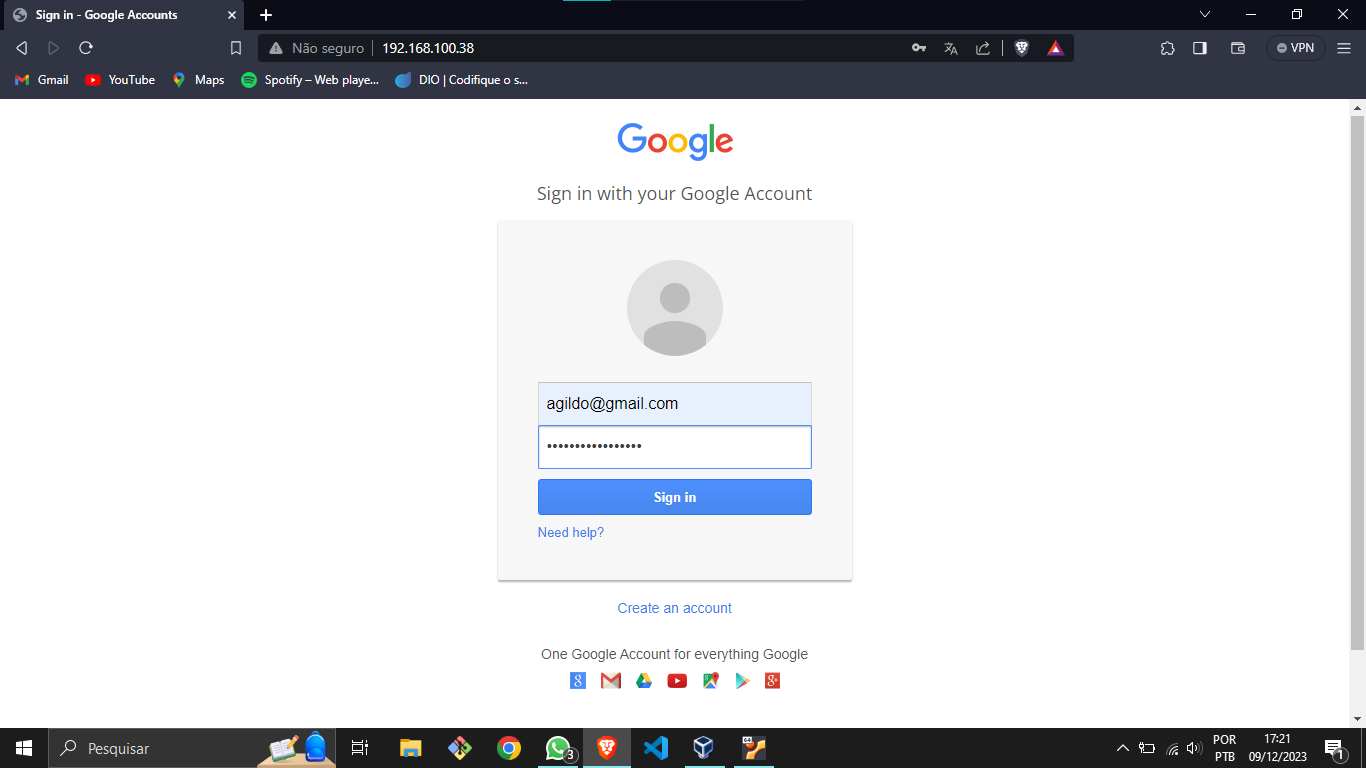 Sign in - Google Accounts
Não seguro 192.168.100.38
VPN
Gmail YouTube Maps Spotify – Web playe... DIO | Codifique o s...
Google
Sign in with your Google Account
agildo@gmail.com
•••••••••••••••••
Sign in
Need help?
Create an account
One Google Account for everything Google
Pesquisar
3
64
POR
PTB
17:21
09/12/2023
1